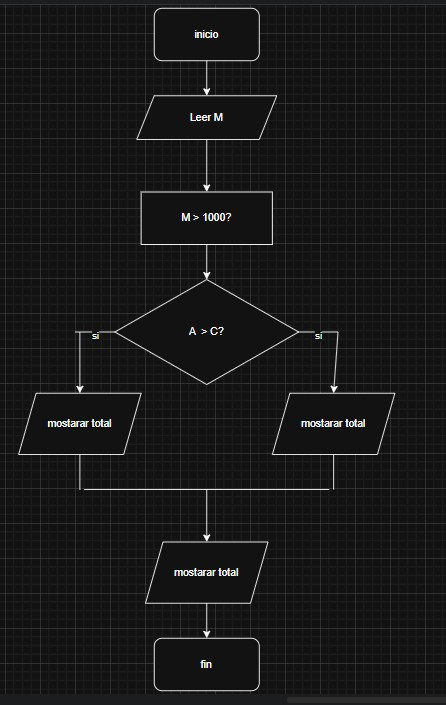 inicio
Leer M
M > 1000?
A > C?
si
si
mostarar total
mostarar total
mostarar total
fin